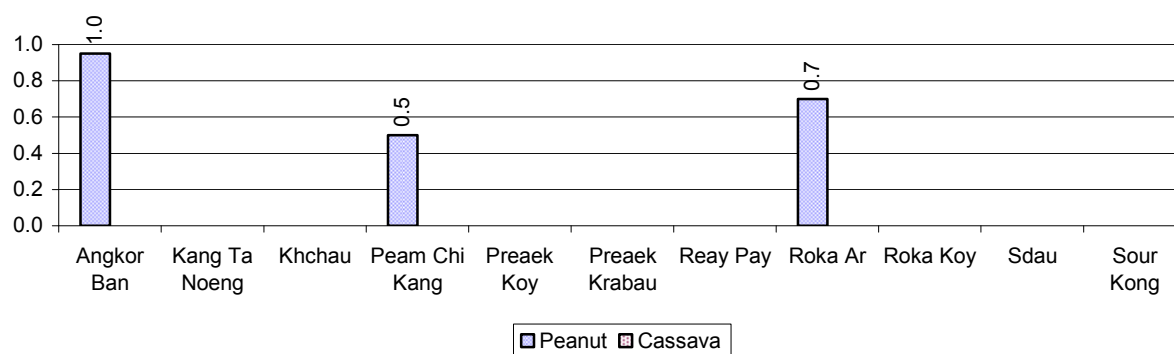 1.0
0.5
0.7
1.0
0.8
0.6
0.4
0.2
0.0
Angkor Ban
Kang Ta Noeng
Khchau
Peam Chi Kang
Preaek Koy
Preaek Krabau
Reay Pay
Roka Ar
Roka Koy
Sdau
Sour Kong
Peanut Cassava